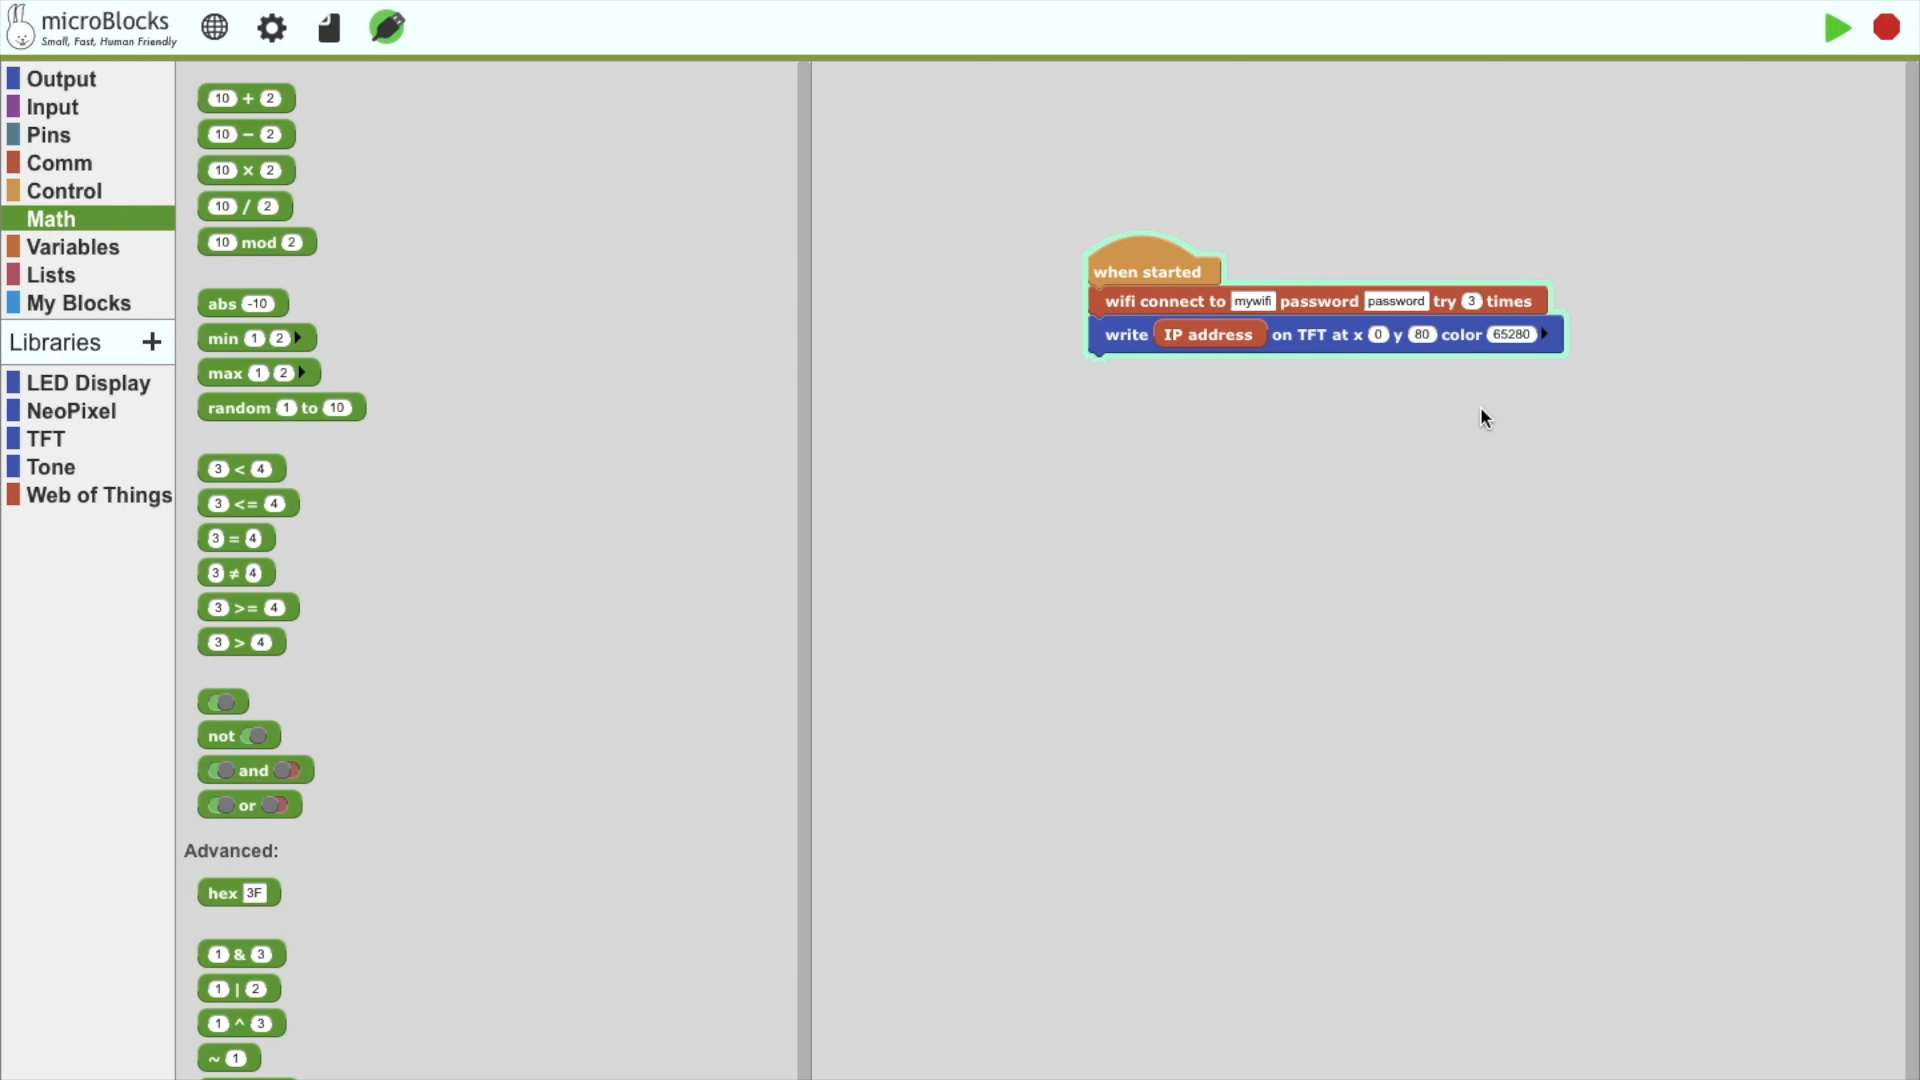 microBlocks
Small, Fast, Human Friendly
Output
Input
Pins
Comm
Control
Math
Variables
Lists
My Blocks
Libraries +
LED Display
NeoPixel
TFT
Tone
Web of Things
10 + 2
10 − 2
10 × 2
10 / 2
10 mod 2
abs -10
min 1 2
max 1 2
random 1 to 10
3 < 4
3 <= 4
3 = 4
3 ≠ 4
3 >= 4
3 > 4
not
and
or
Advanced:
hex 3F
1 & 3
1 | 2
1 ^ 3
~ 1
when started
wifi connect to mywifi password password try 3 times
write IP address on TFT at x 0 y 80 color 65280